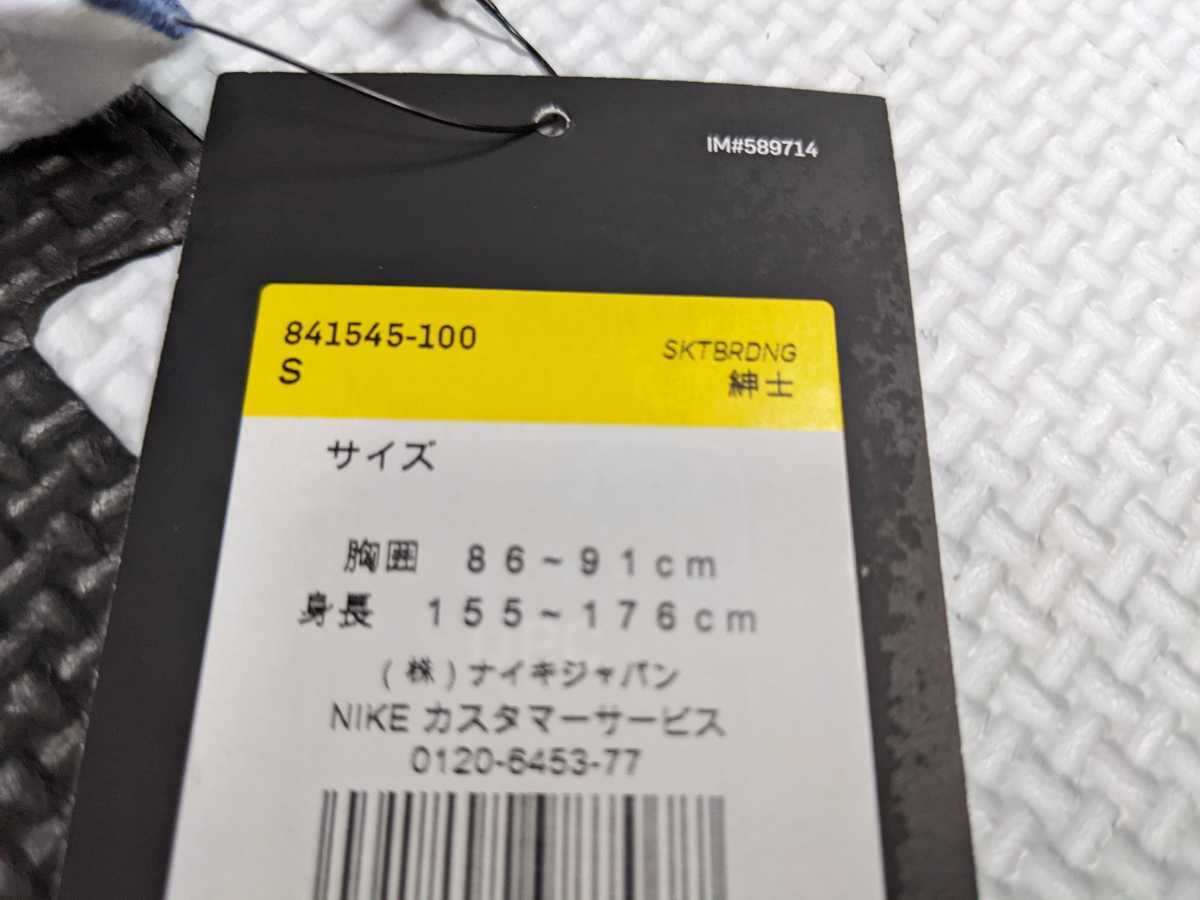 IM#589714
841545-100
SKTBRDNG
S
紳士
サイズ
胸囲 86~91cm
身長 155~176cm
(株)ナイキジャパン
NIKE カスタマーサービス
0120-6453-77